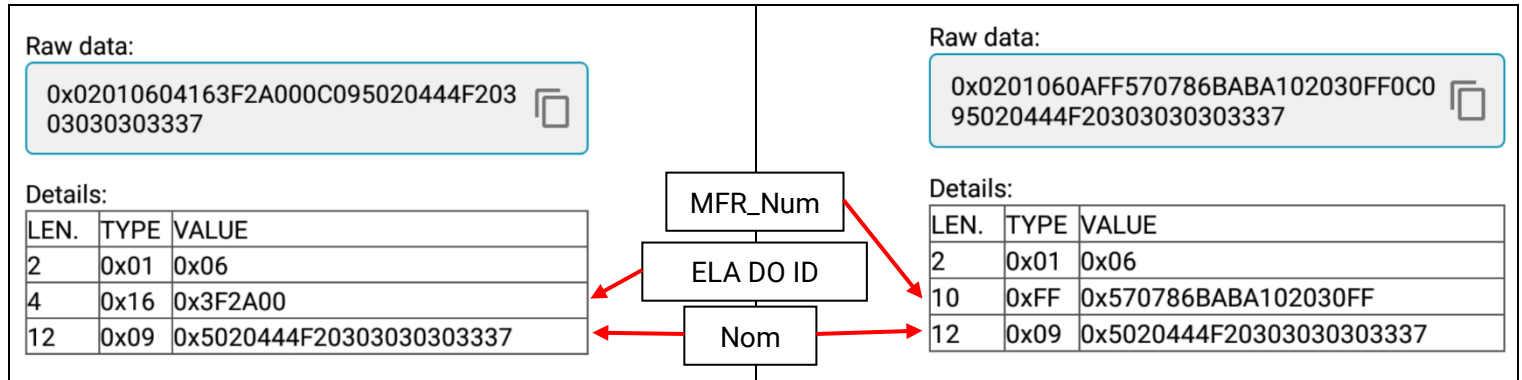 Raw data:
0x02010604163F2A000C095020444F203
03030303337
Details:
LEN. TYPE VALUE
2 0x01 0x06
4 0x16 0x3F2A00
12 0x09 0x5020444F20303030303337
MFR_Num
ELA DO ID
Nom
Raw data:
0x0201060AFF570786BABA102030FF0C0
95020444F20303030303337
Details:
LEN. TYPE VALUE
2 0x01 0x06
10 0xFF 0x570786BABA102030FF
12 0x09 0x5020444F20303030303337